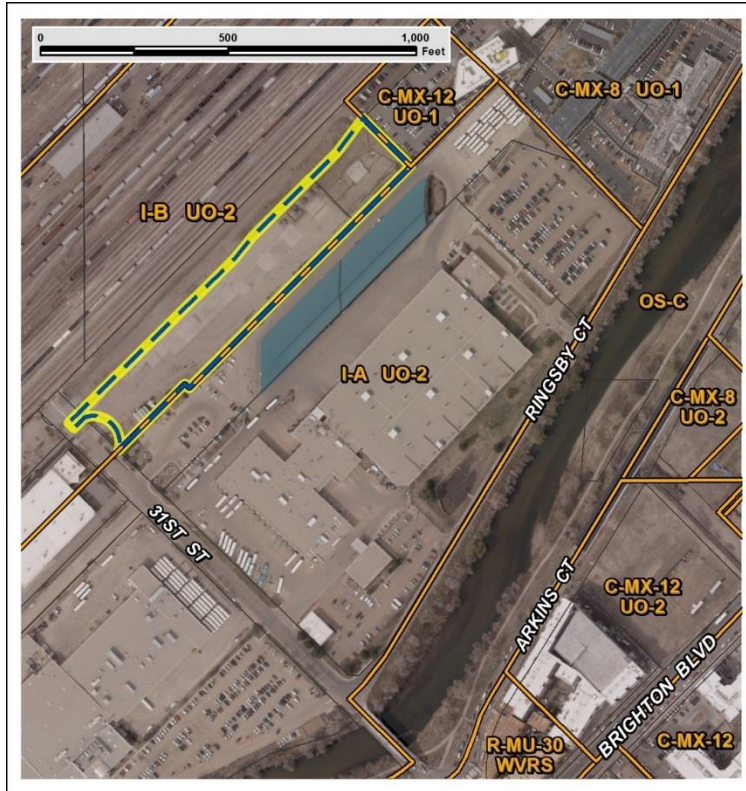 0 500 1,000
Feet
C-MX-12
UO-1
C-MX-8 UO-1
I-B UO-2
OS-C
I-A UO-2
RINGSBY CT
C-MX-8
UO-2
31ST ST
ARKINS CT
C-MX-12
UO-2
BRIGHTON BLVD
R-MU-30
WVRS
C-MX-12